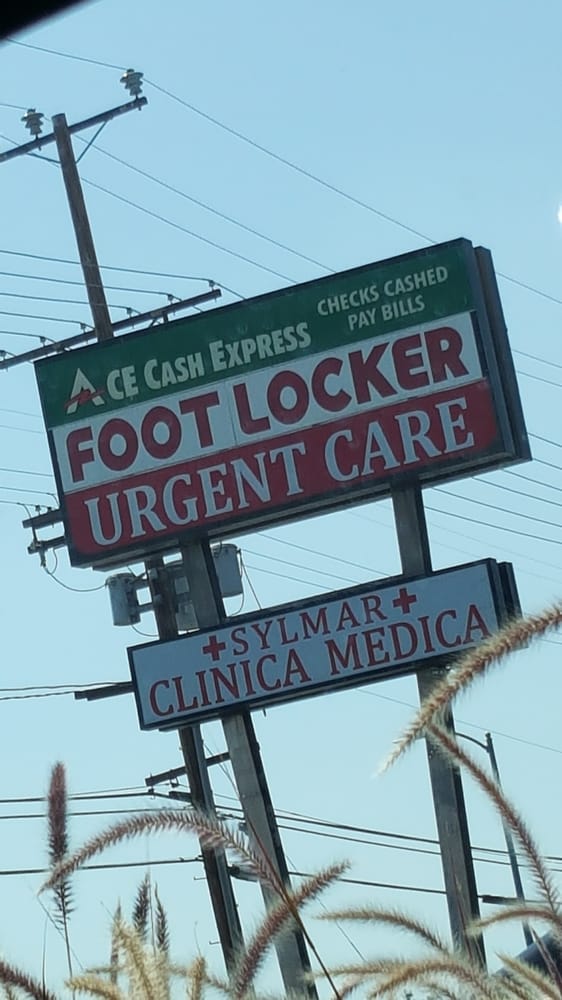 ACE CASH EXPRESS
CHECKS CASHED
PAY BILLS
FOOT LOCKER
URGENT CARE
SYLMAR
CLINICA MEDICA